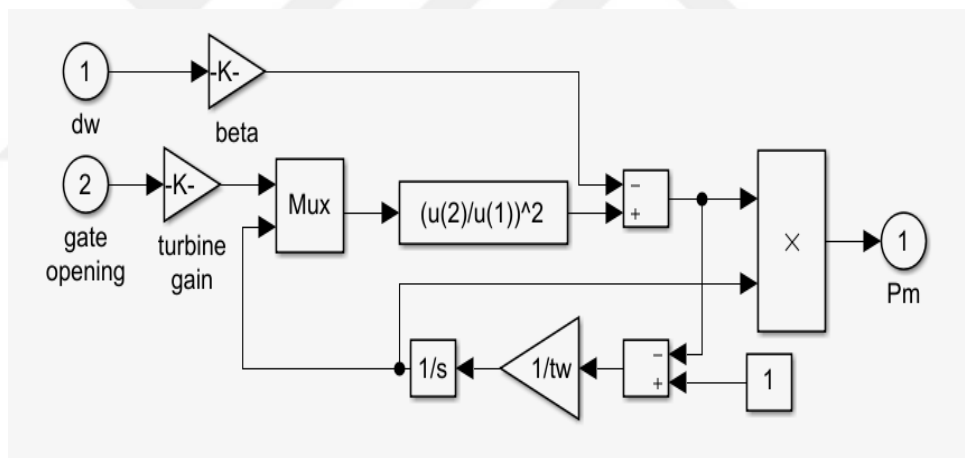 1
-K-
dw
beta
2
-K-
Mux
(u(2)/u(1))^2
−
+
×
1
gate
opening
turbine
gain
Pm
1/s
1/tw
−
+
1